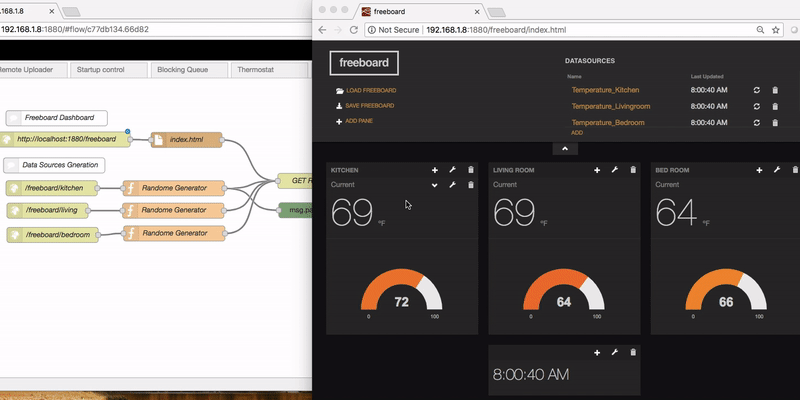 .168.1.8
192.168.1.8:1880/#flow/c77db134.66d82
Remote Uploader
Startup control
Blocking Queue
Thermostat
Freeboard Dashboard
http://localhost:1880/freeboard
index.html
Data Sources Gneration
/freeboard/kitchen
Randome Generator
GET R
/freeboard/living
Randome Generator
msg.pa
/freeboard/bedroom
Randome Generator
freeboard
Not Secure
192.168.1.8:1880/freeboard/index.html
freeboard
LOAD FREEBOARD
SAVE FREEBOARD
ADD PANE
DATASOURCES
Name
Last Updated
Temperature_Kitchen
8:00:40 AM
Temperature_Livingroom
8:00:40 AM
Temperature_Bedroom
8:00:40 AM
ADD
KITCHEN
Current
69 °F
72
0
100
LIVING ROOM
Current
69 °F
64
0
100
BED ROOM
Current
64 °F
66
0
100
8:00:40 AM